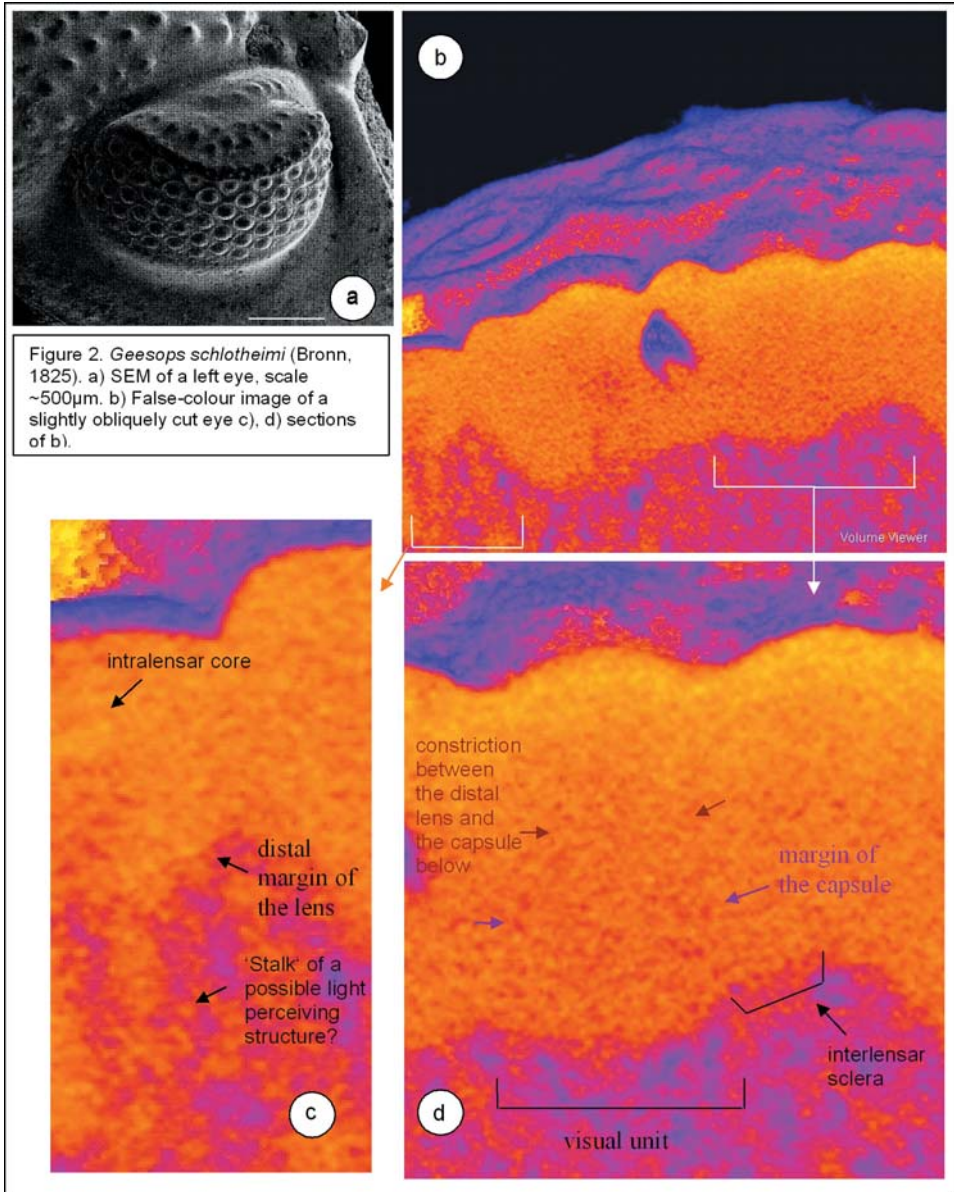 a
b
Figure 2. Geesops schlotheimi (Bronn,
1825). a) SEM of a left eye, scale
~500µm. b) False-colour image of a
slightly obliquely cut eye c), d) sections
of b).
Volume Viewer
intralensar core
distal
margin of
the lens
'Stalk' of a
possible light
perceiving
structure?
c
constriction
between
the distal
lens and
the capsule
below
margin of
the capsule
interlensar
sclera
visual unit
d